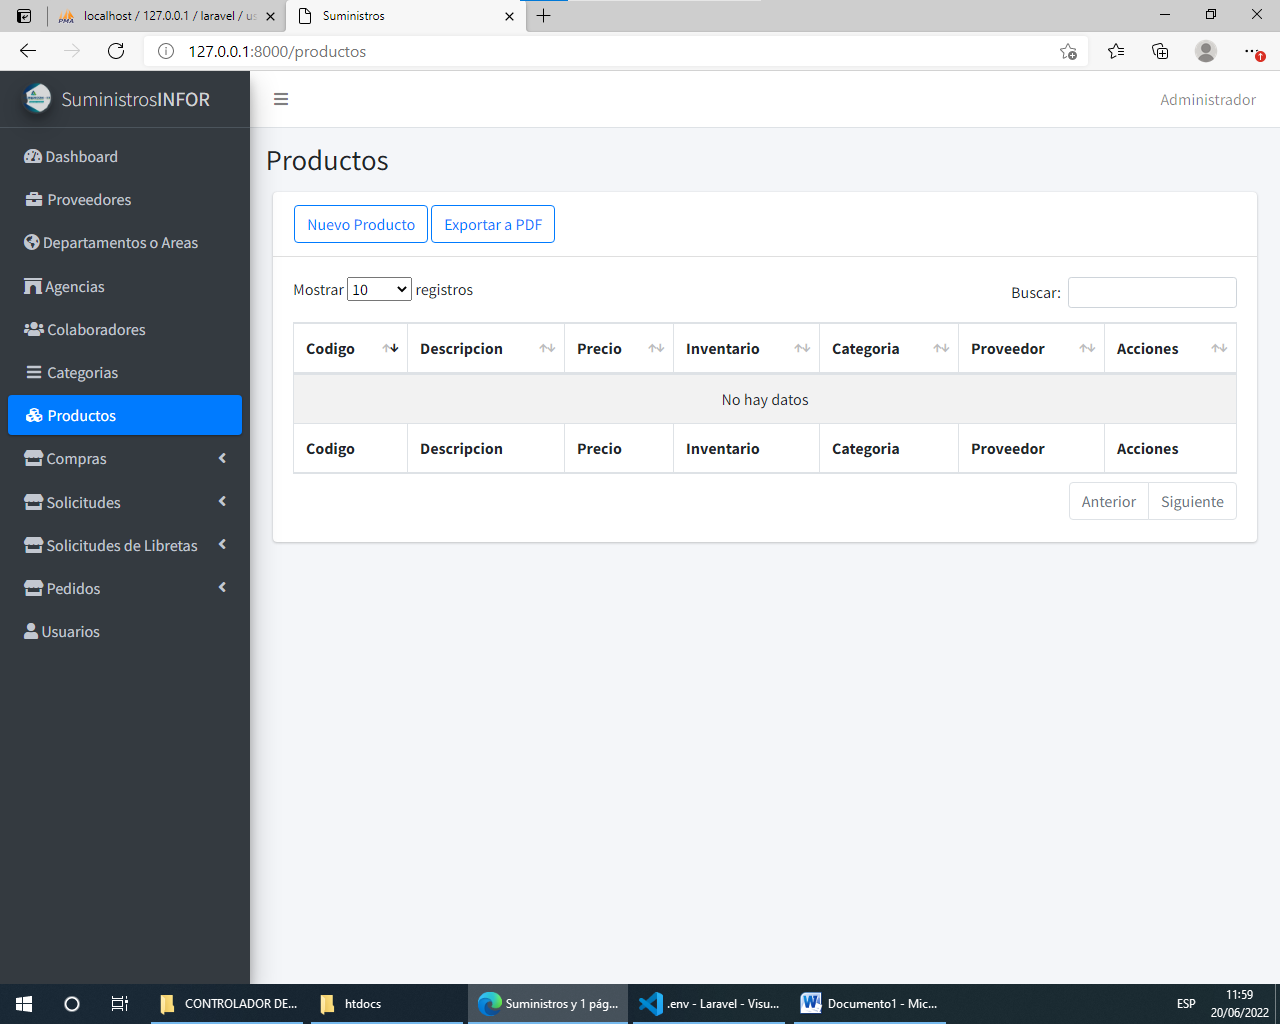 localhost / 127.0.0.1 / laravel / us
Suministros
127.0.0.1:8000/productos
SuministrosINFOR
Administrador
Dashboard
Proveedores
Departamentos o Areas
Agencias
Colaboradores
Categorias
Productos
Compras
Solicitudes
Solicitudes de Libretas
Pedidos
Usuarios
Productos
Nuevo Producto Exportar a PDF
Mostrar 10 registros Buscar:
Codigo Descripcion Precio Inventario Categoria Proveedor Acciones
No hay datos
Codigo Descripcion Precio Inventario Categoria Proveedor Acciones
Anterior Siguiente
CONTROLADOR DE... htdocs Suministros y 1 pág... .env - Laravel - Visu... Documento1 - Mic... ESP 11:59
20/06/2022